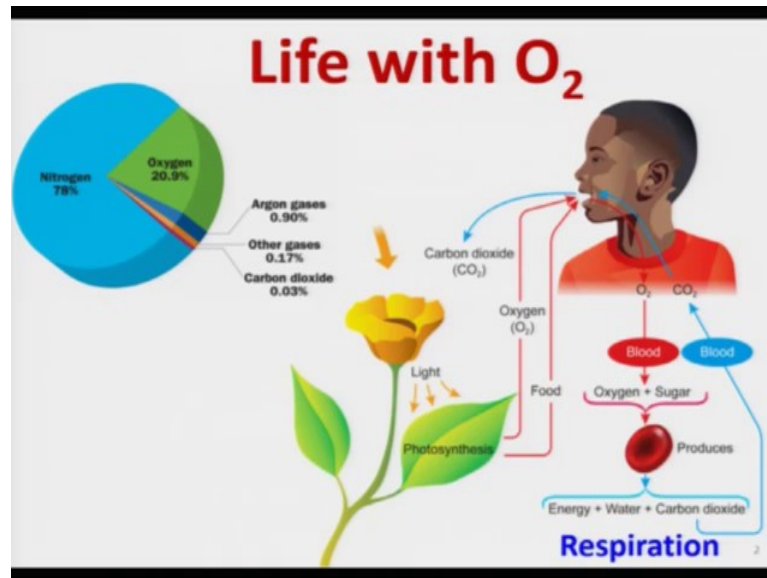 Life with O₂
Nitrogen
78%
Oxygen
20.9%
Argon gases
0.90%
Other gases
0.17%
Carbon dioxide
0.03%
Carbon dioxide
(CO₂)
Oxygen
(O₂)
Food
Light
Photosynthesis
O₂
CO₂
Blood
Blood
Oxygen + Sugar
Produces
Energy + Water + Carbon dioxide
Respiration
2